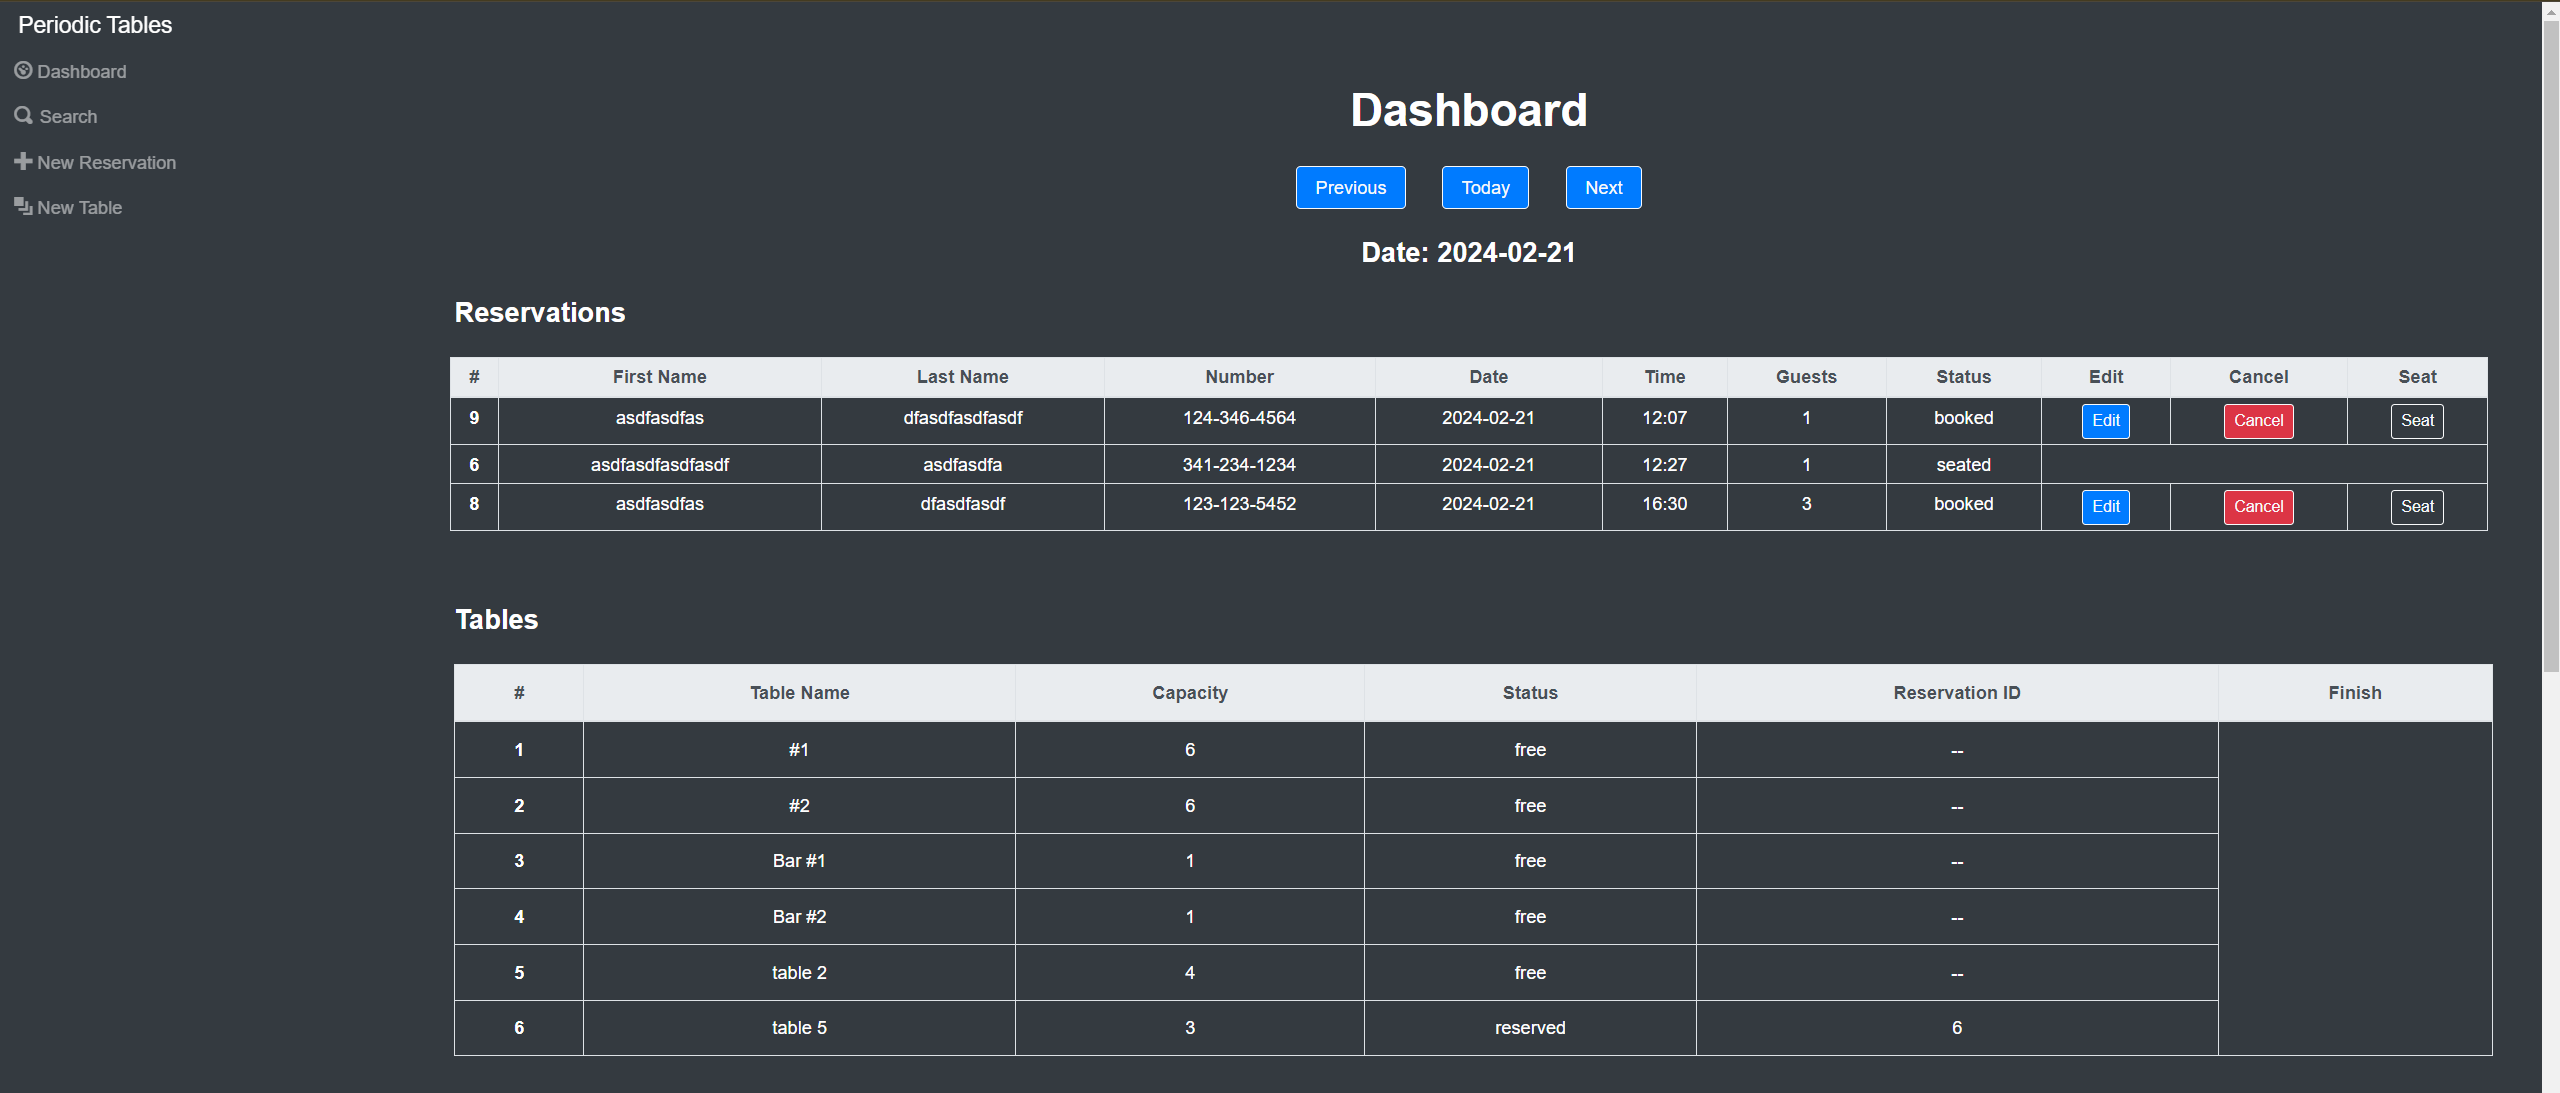 Periodic Tables
Dashboard
Search
New Reservation
New Table
Dashboard
Previous Today Next
Date: 2024-02-21
Reservations
# First Name Last Name Number Date Time Guests Status Edit Cancel Seat
9 asdfasdfas dfasdfasdfasdf 124-346-4564 2024-02-21 12:07 1 booked Edit Cancel Seat
6 asdfasdfasdfasdf asdfasdfa 341-234-1234 2024-02-21 12:27 1 seated
8 asdfasdfas dfasdfasdf 123-123-5452 2024-02-21 16:30 3 booked Edit Cancel Seat
Tables
# Table Name Capacity Status Reservation ID Finish
1 #1 6 free --
2 #2 6 free --
3 Bar #1 1 free --
4 Bar #2 1 free --
5 table 2 4 free --
6 table 5 3 reserved 6